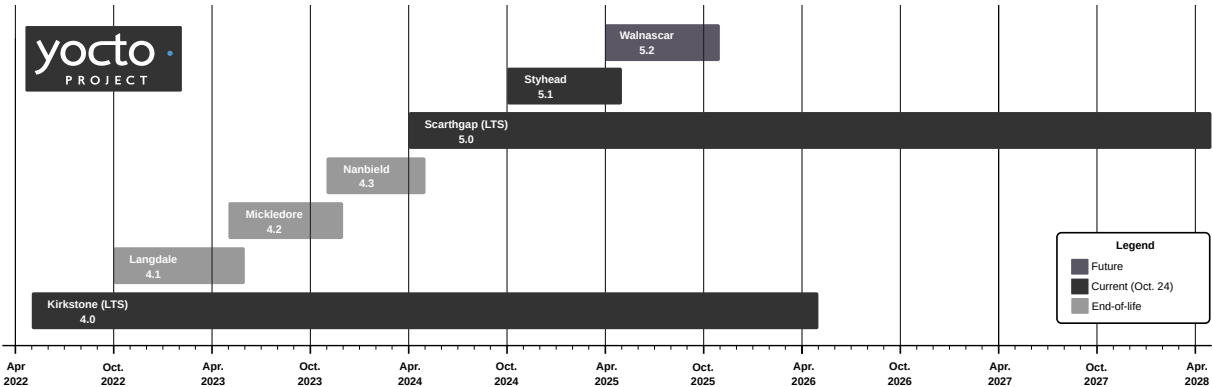 yocto
PROJECT
Walnascar
5.2
Styhead
5.1
Scarthgap (LTS)
5.0
Nanbield
4.3
Mickledore
4.2
Langdale
4.1
Kirkstone (LTS)
4.0
Legend
Future
Current (Oct. 24)
End-of-life
Apr Oct. Apr. Oct. Apr. Oct. Apr. Oct. Apr. Oct. Apr. Oct. Apr.
2022 2022 2023 2023 2024 2024 2025 2025 2026 2026 2027 2027 2028